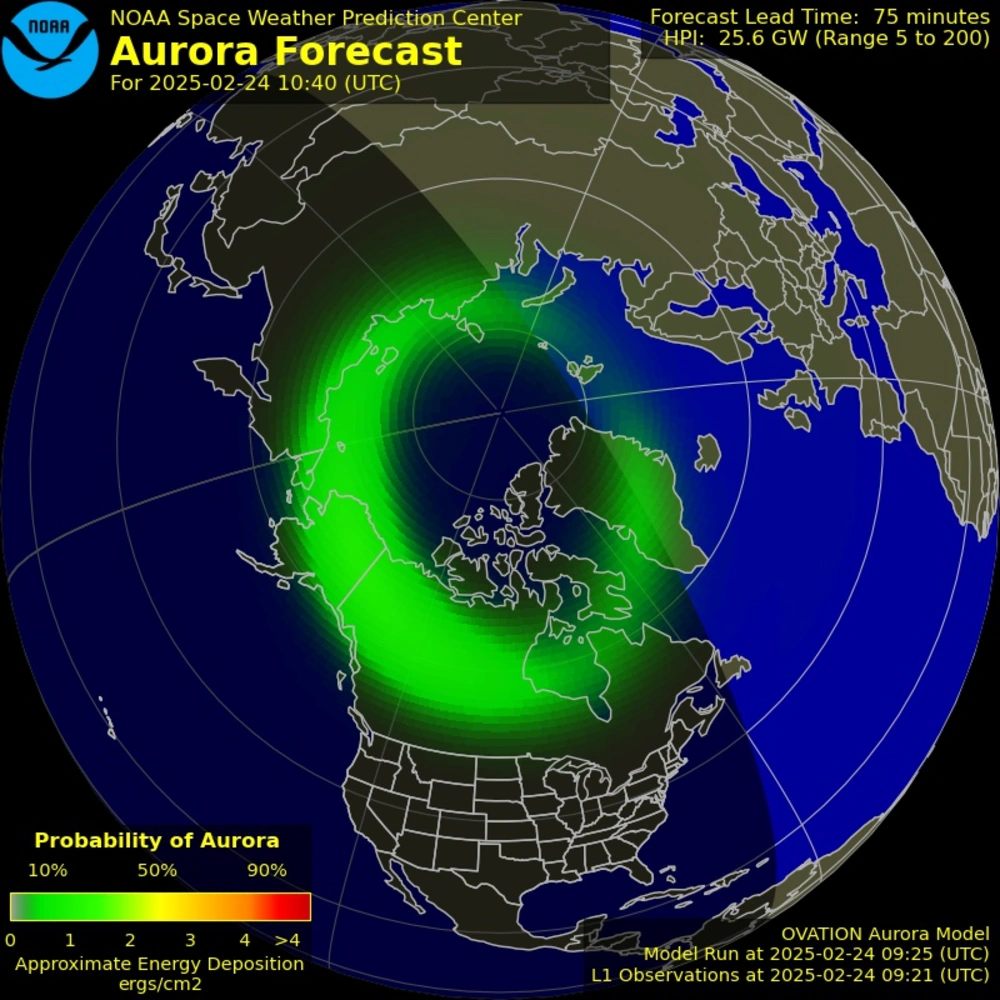 NOAA
NOAA Space Weather Prediction Center
Aurora Forecast
For 2025-02-24 10:40 (UTC)
Forecast Lead Time: 75 minutes
HPI: 25.6 GW (Range 5 to 200)
Probability of Aurora
10% 50% 90%
0 1 2 3 4 >4
Approximate Energy Deposition
ergs/cm2
OVATION Aurora Model
Model Run at 2025-02-24 09:25 (UTC)
L1 Observations at 2025-02-24 09:21 (UTC)